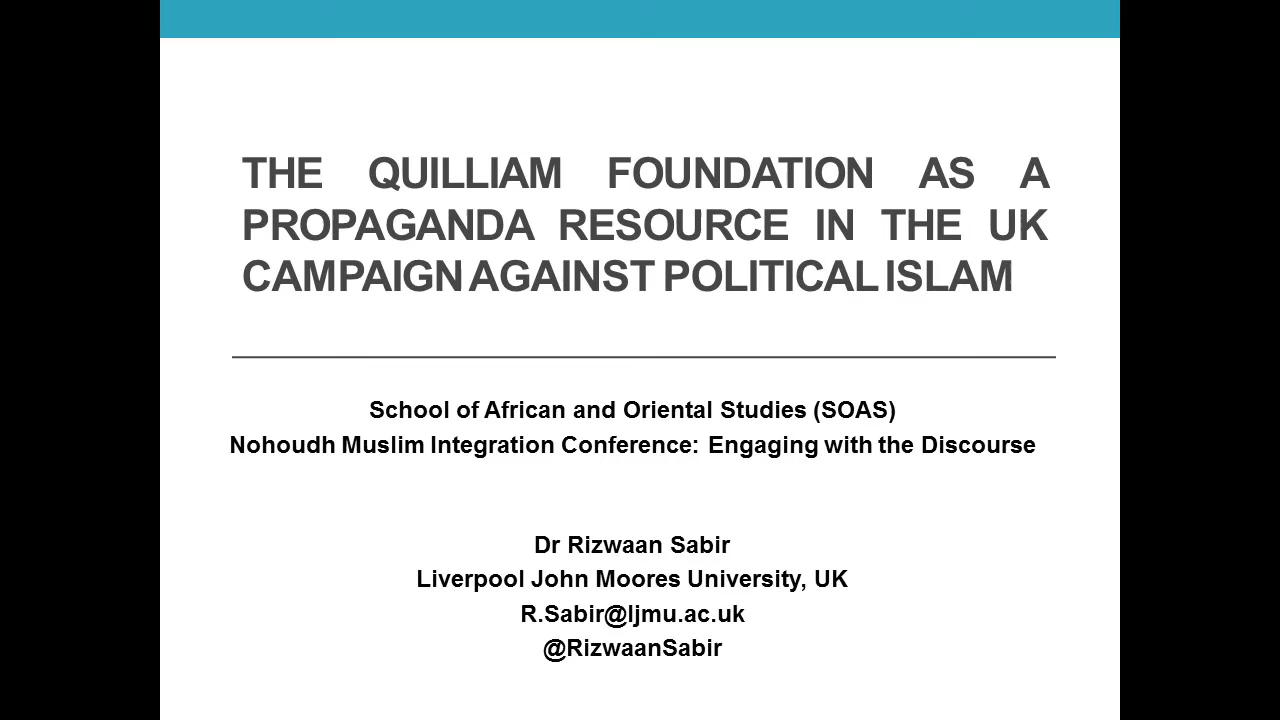 THE QUILLIAM FOUNDATION AS A
PROPAGANDA RESOURCE IN THE UK
CAMPAIGN AGAINST POLITICAL ISLAM
School of African and Oriental Studies (SOAS)
Nohoudh Muslim Integration Conference: Engaging with the Discourse
Dr Rizwaan Sabir
Liverpool John Moores University, UK
R.Sabir@ljmu.ac.uk
@RizwaanSabir